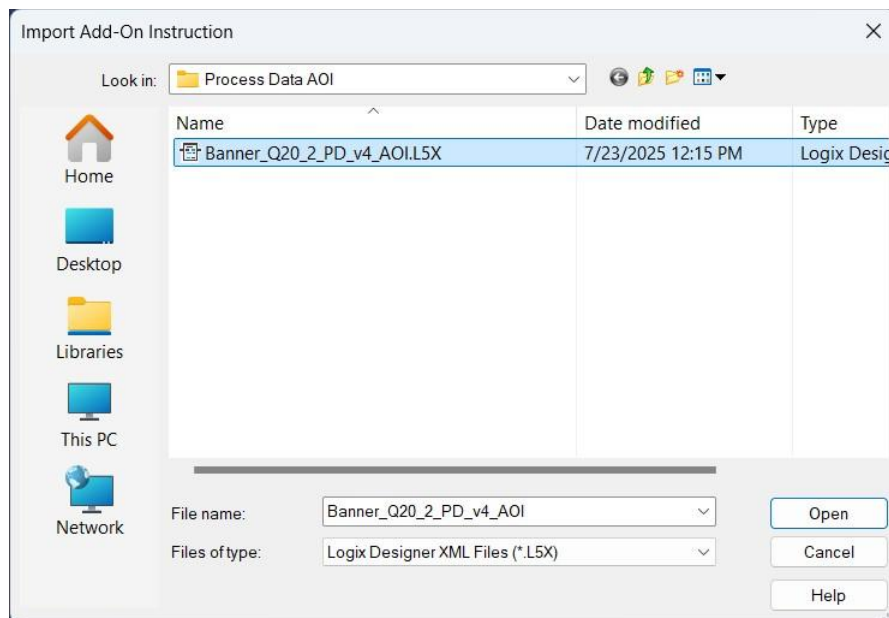 Import Add-On Instruction
Look in: Process Data AOI
Name Date modified Type
Banner_Q20_2_PD_v4_AOI.L5X 7/23/2025 12:15 PM Logix Desig
Home
Desktop
Libraries
This PC
Network
File name: Banner_Q20_2_PD_v4_AOI Open
Files of type: Logix Designer XML Files (*.L5X) Cancel
Help